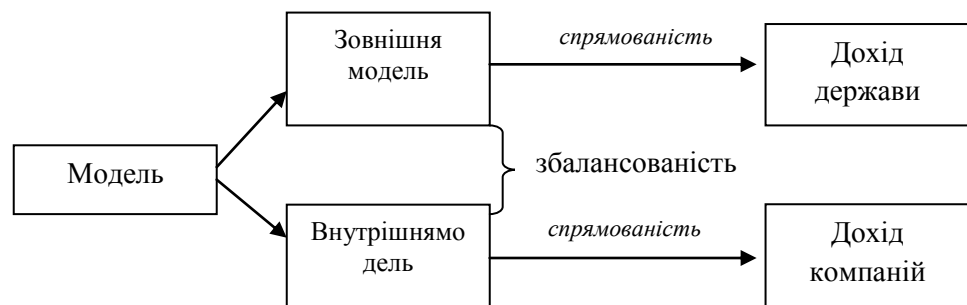 Зовнішня
модель
спрямованість
Дохід
держави
Модель
збалансованість
Внутрішнямо
дель
спрямованість
Дохід
компаній